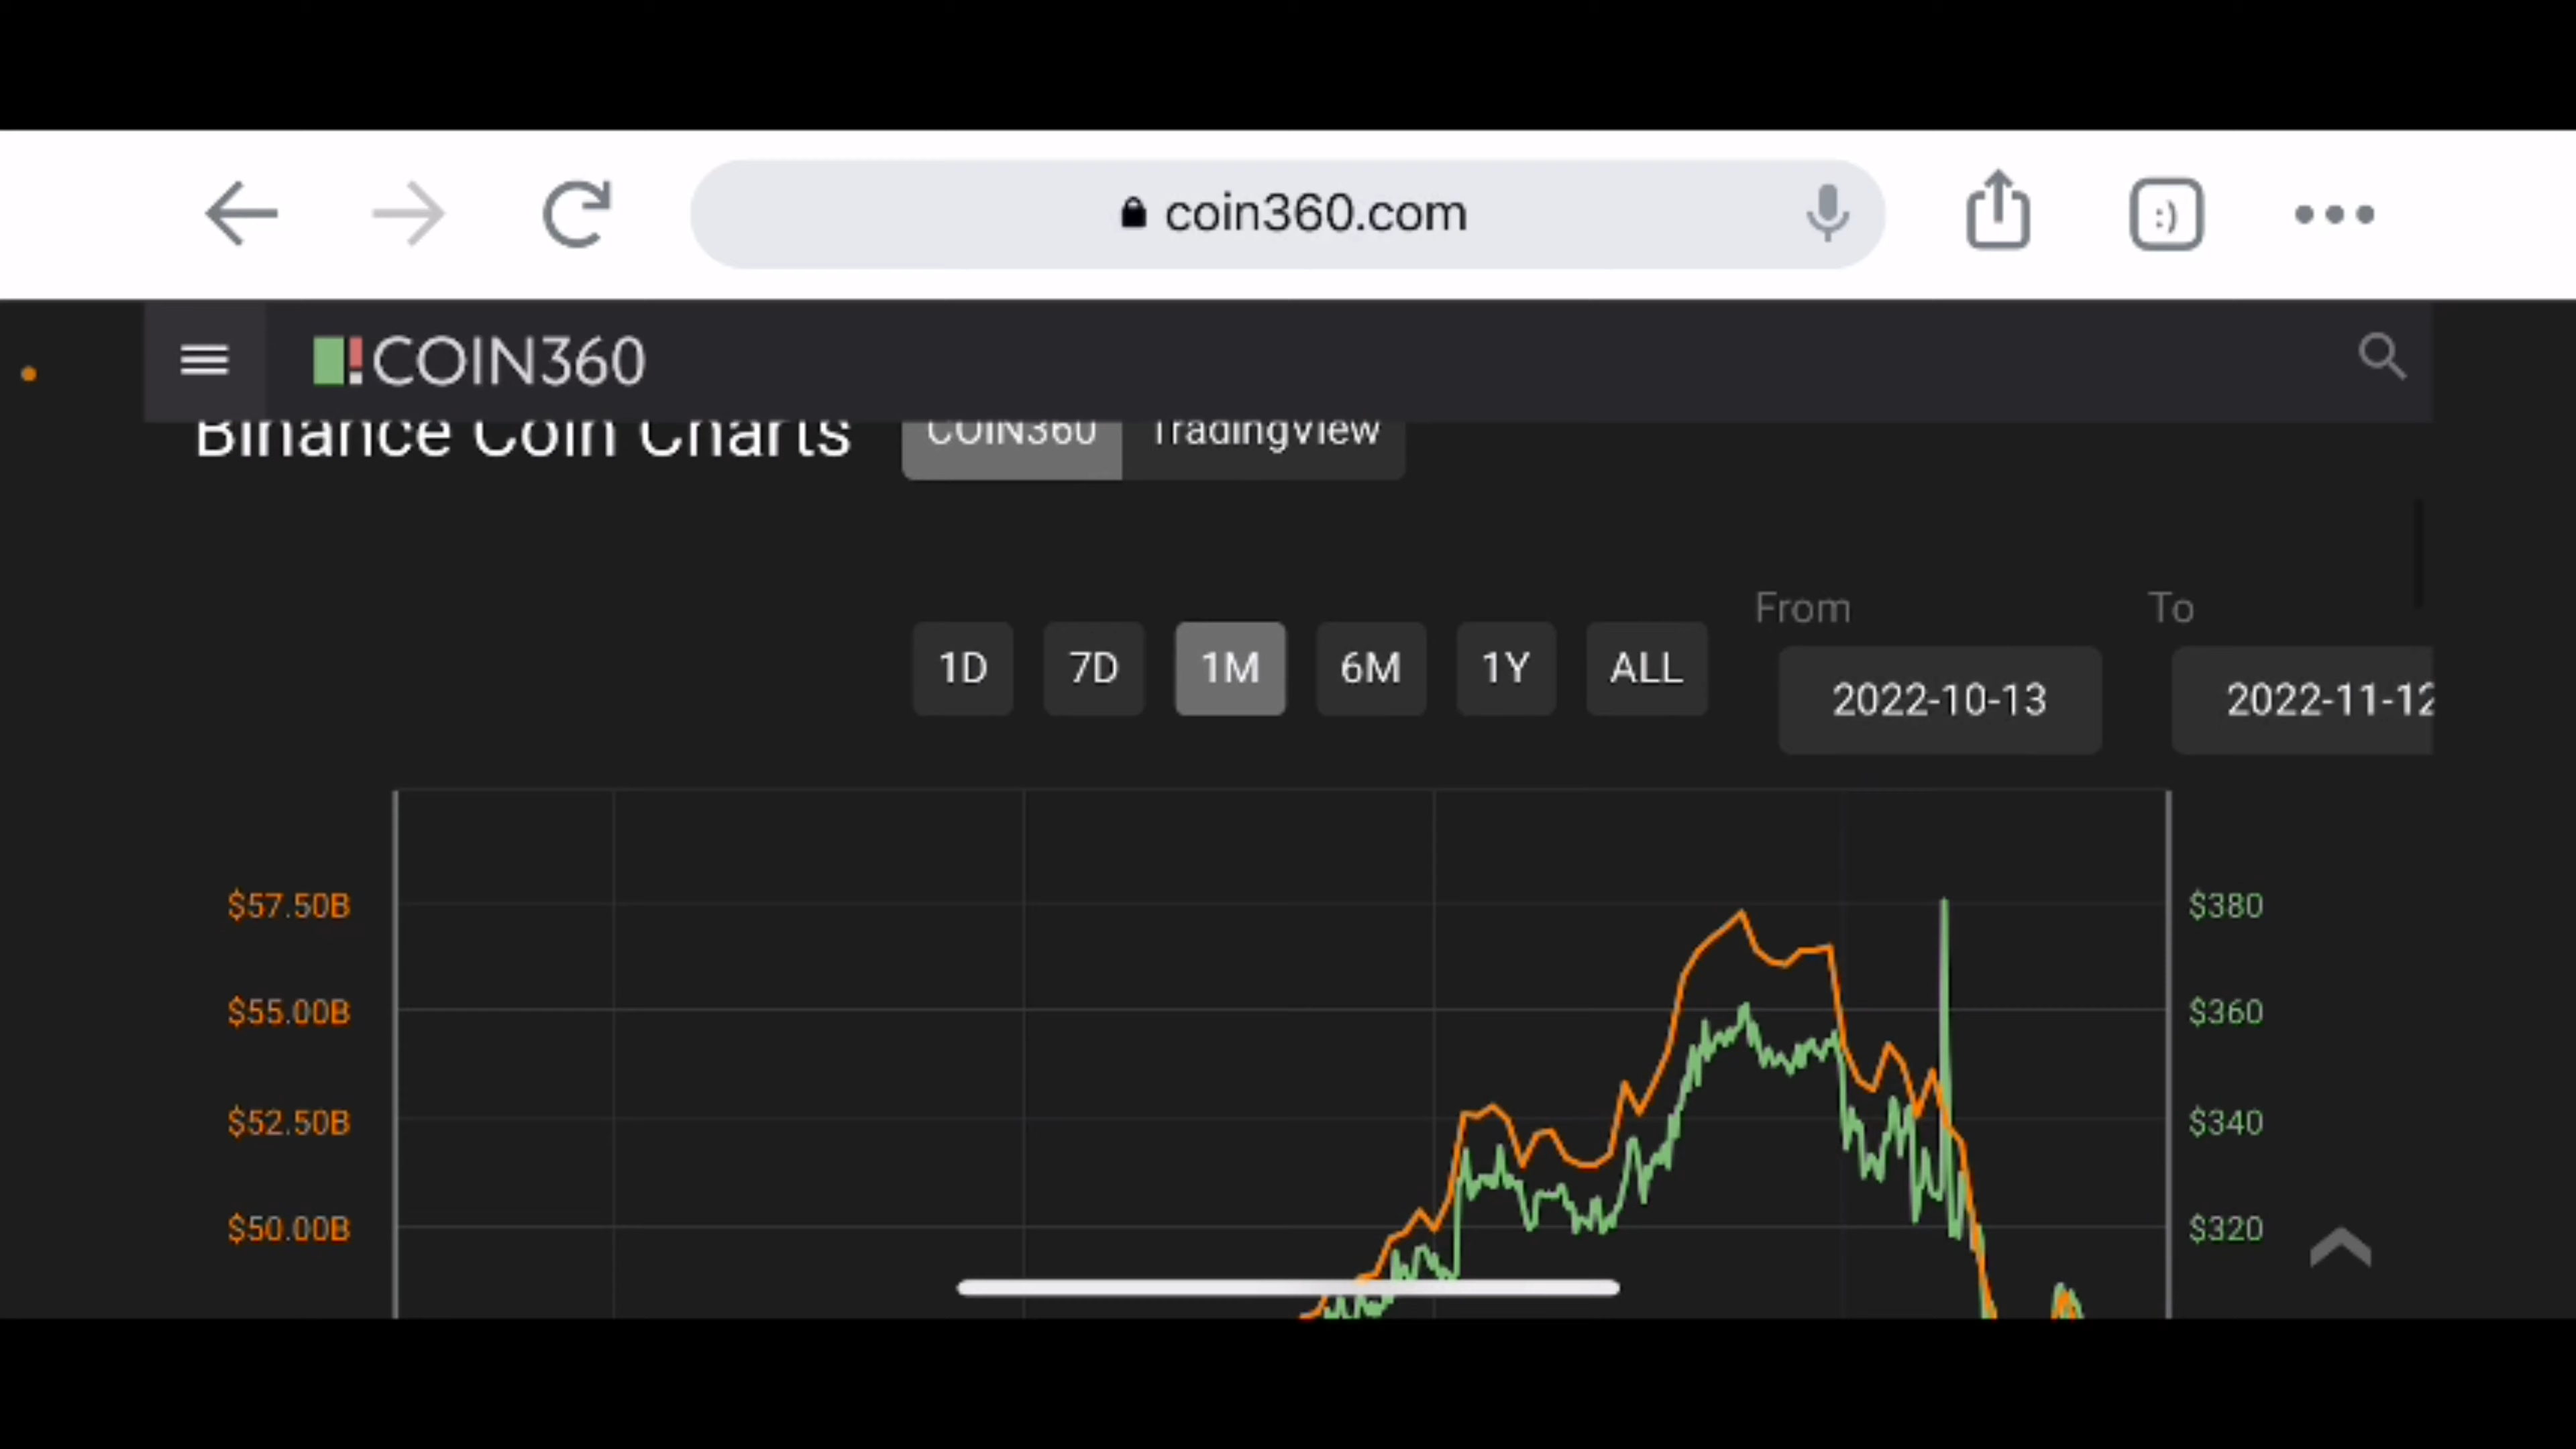 coin360.com
:)
COIN360
Binance Coin Charts COIN360 TradingView
From To
1D 7D 1M 6M 1Y ALL 2022-10-13 2022-11-12
$57.50B $380
$55.00B $360
$52.50B $340
$50.00B $320